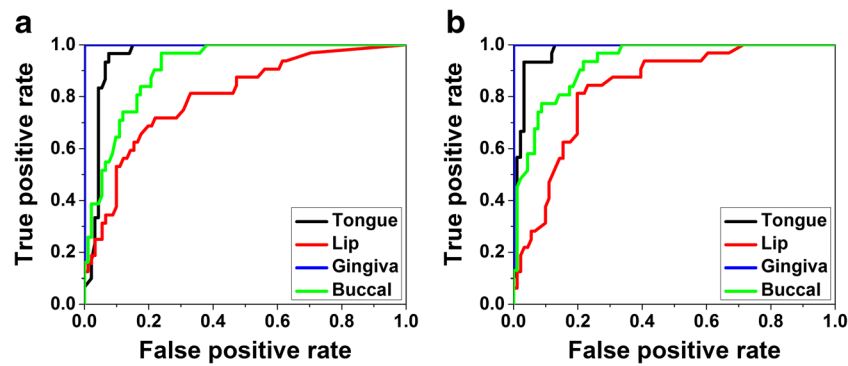 a
True positive rate
1.0
0.8
0.6
0.4
0.2
0.0
Tongue
Lip
Gingiva
Buccal
0.0 0.2 0.4 0.6 0.8 1.0
False positive rate
b
True positive rate
1.0
0.8
0.6
0.4
0.2
0.0
Tongue
Lip
Gingiva
Buccal
0.0 0.2 0.4 0.6 0.8 1.0
False positive rate